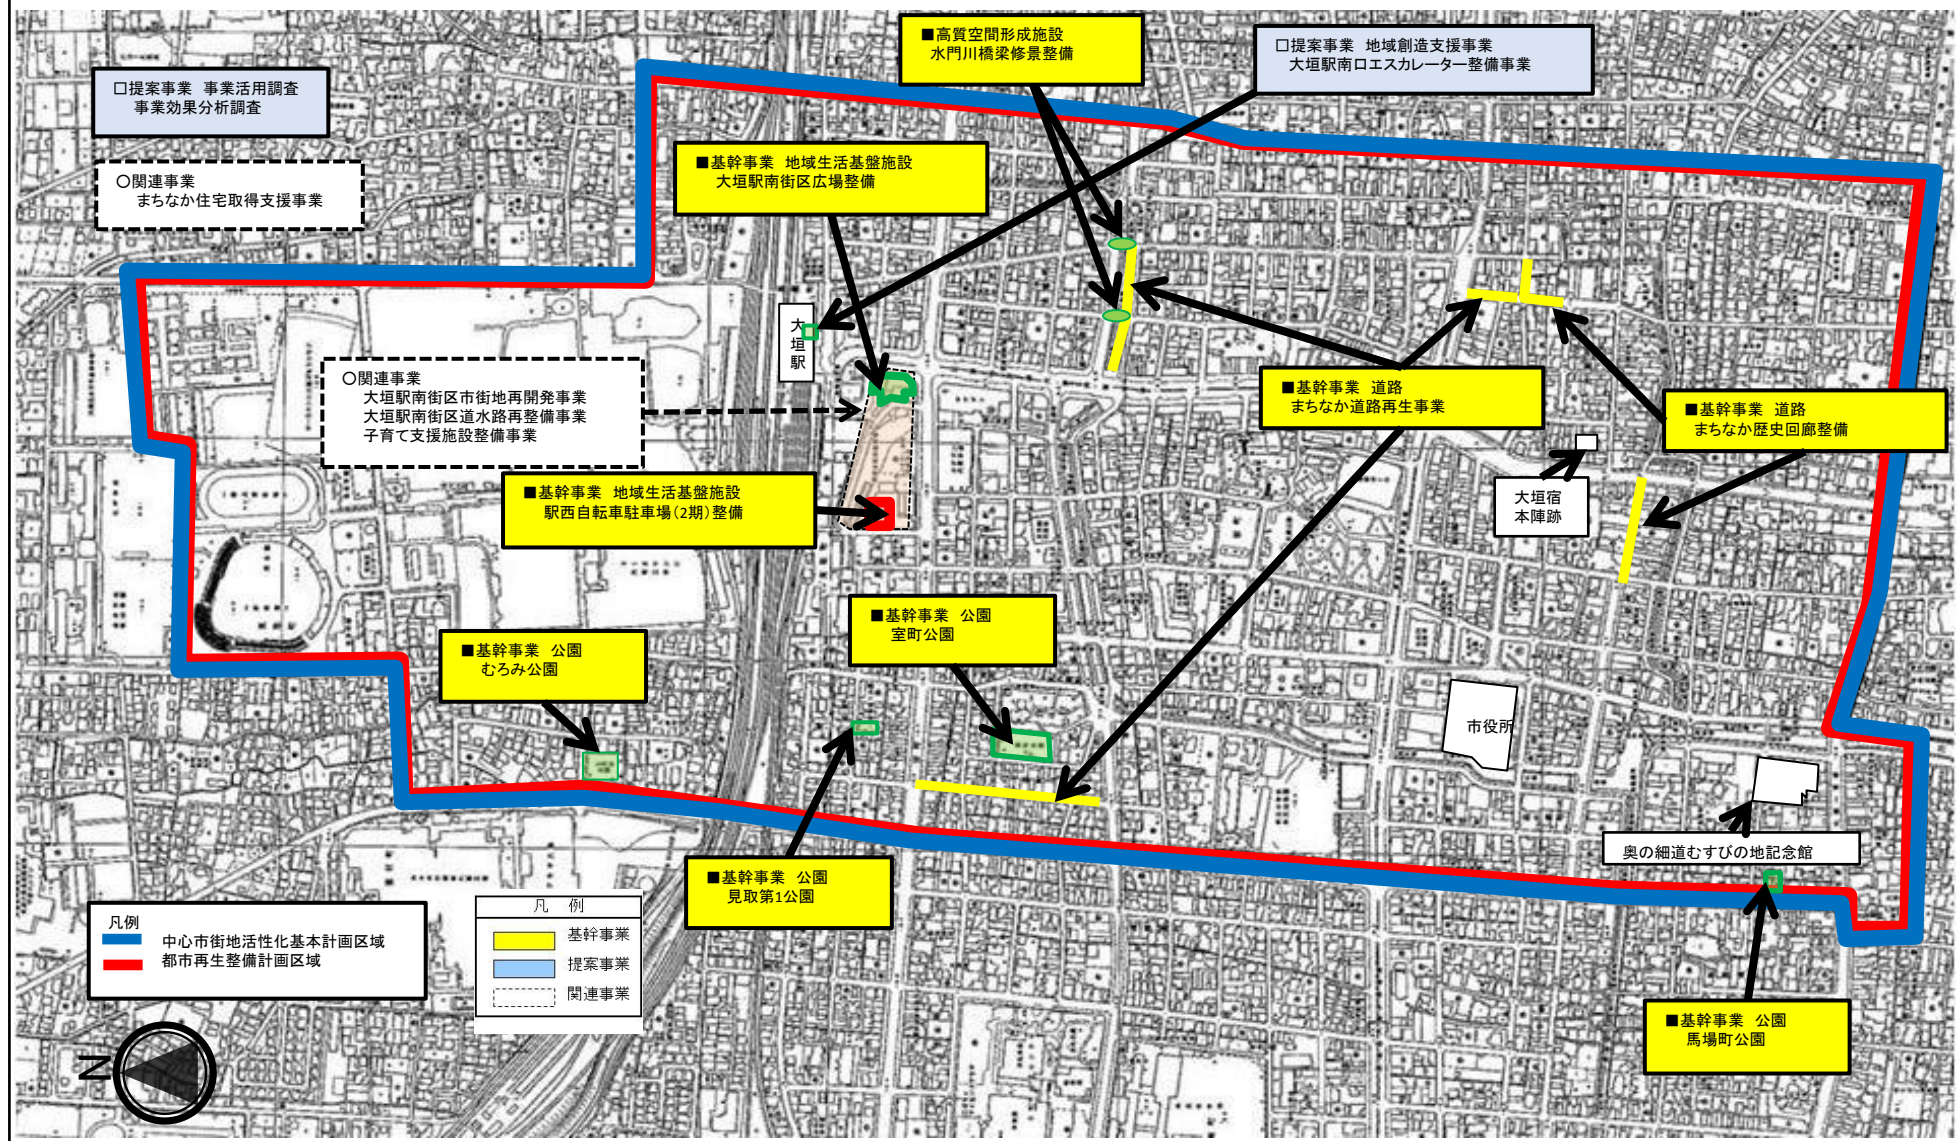 ■高質空間形成施設
水門川橋梁修景整備
□提案事業 地域創造支援事業
大垣駅南口エスカレーター整備事業
□提案事業 事業活用調査
事業効果分析調査
■基幹事業 地域生活基盤施設
大垣駅南街区広場整備
○関連事業
まちなか住宅取得支援事業
大垣駅
○関連事業
大垣駅南街区市街地再開発事業
大垣駅南街区道水路再整備事業
子育て支援施設整備事業
■基幹事業 道路
まちなか道路再生事業
■基幹事業 道路
まちなか歴史回廊整備
■基幹事業 地域生活基盤施設
駅西自転車駐車場(2期)整備
大垣宿
本陣跡
■基幹事業 公園
室町公園
■基幹事業 公園
むろみ公園
市役所
奥の細道むすびの地記念館
■基幹事業 公園
見取第1公園
凡例
中心市街地活性化基本計画区域
都市再生整備計画区域
凡 例
基幹事業
提案事業
関連事業
■基幹事業 公園
馬場町公園
N